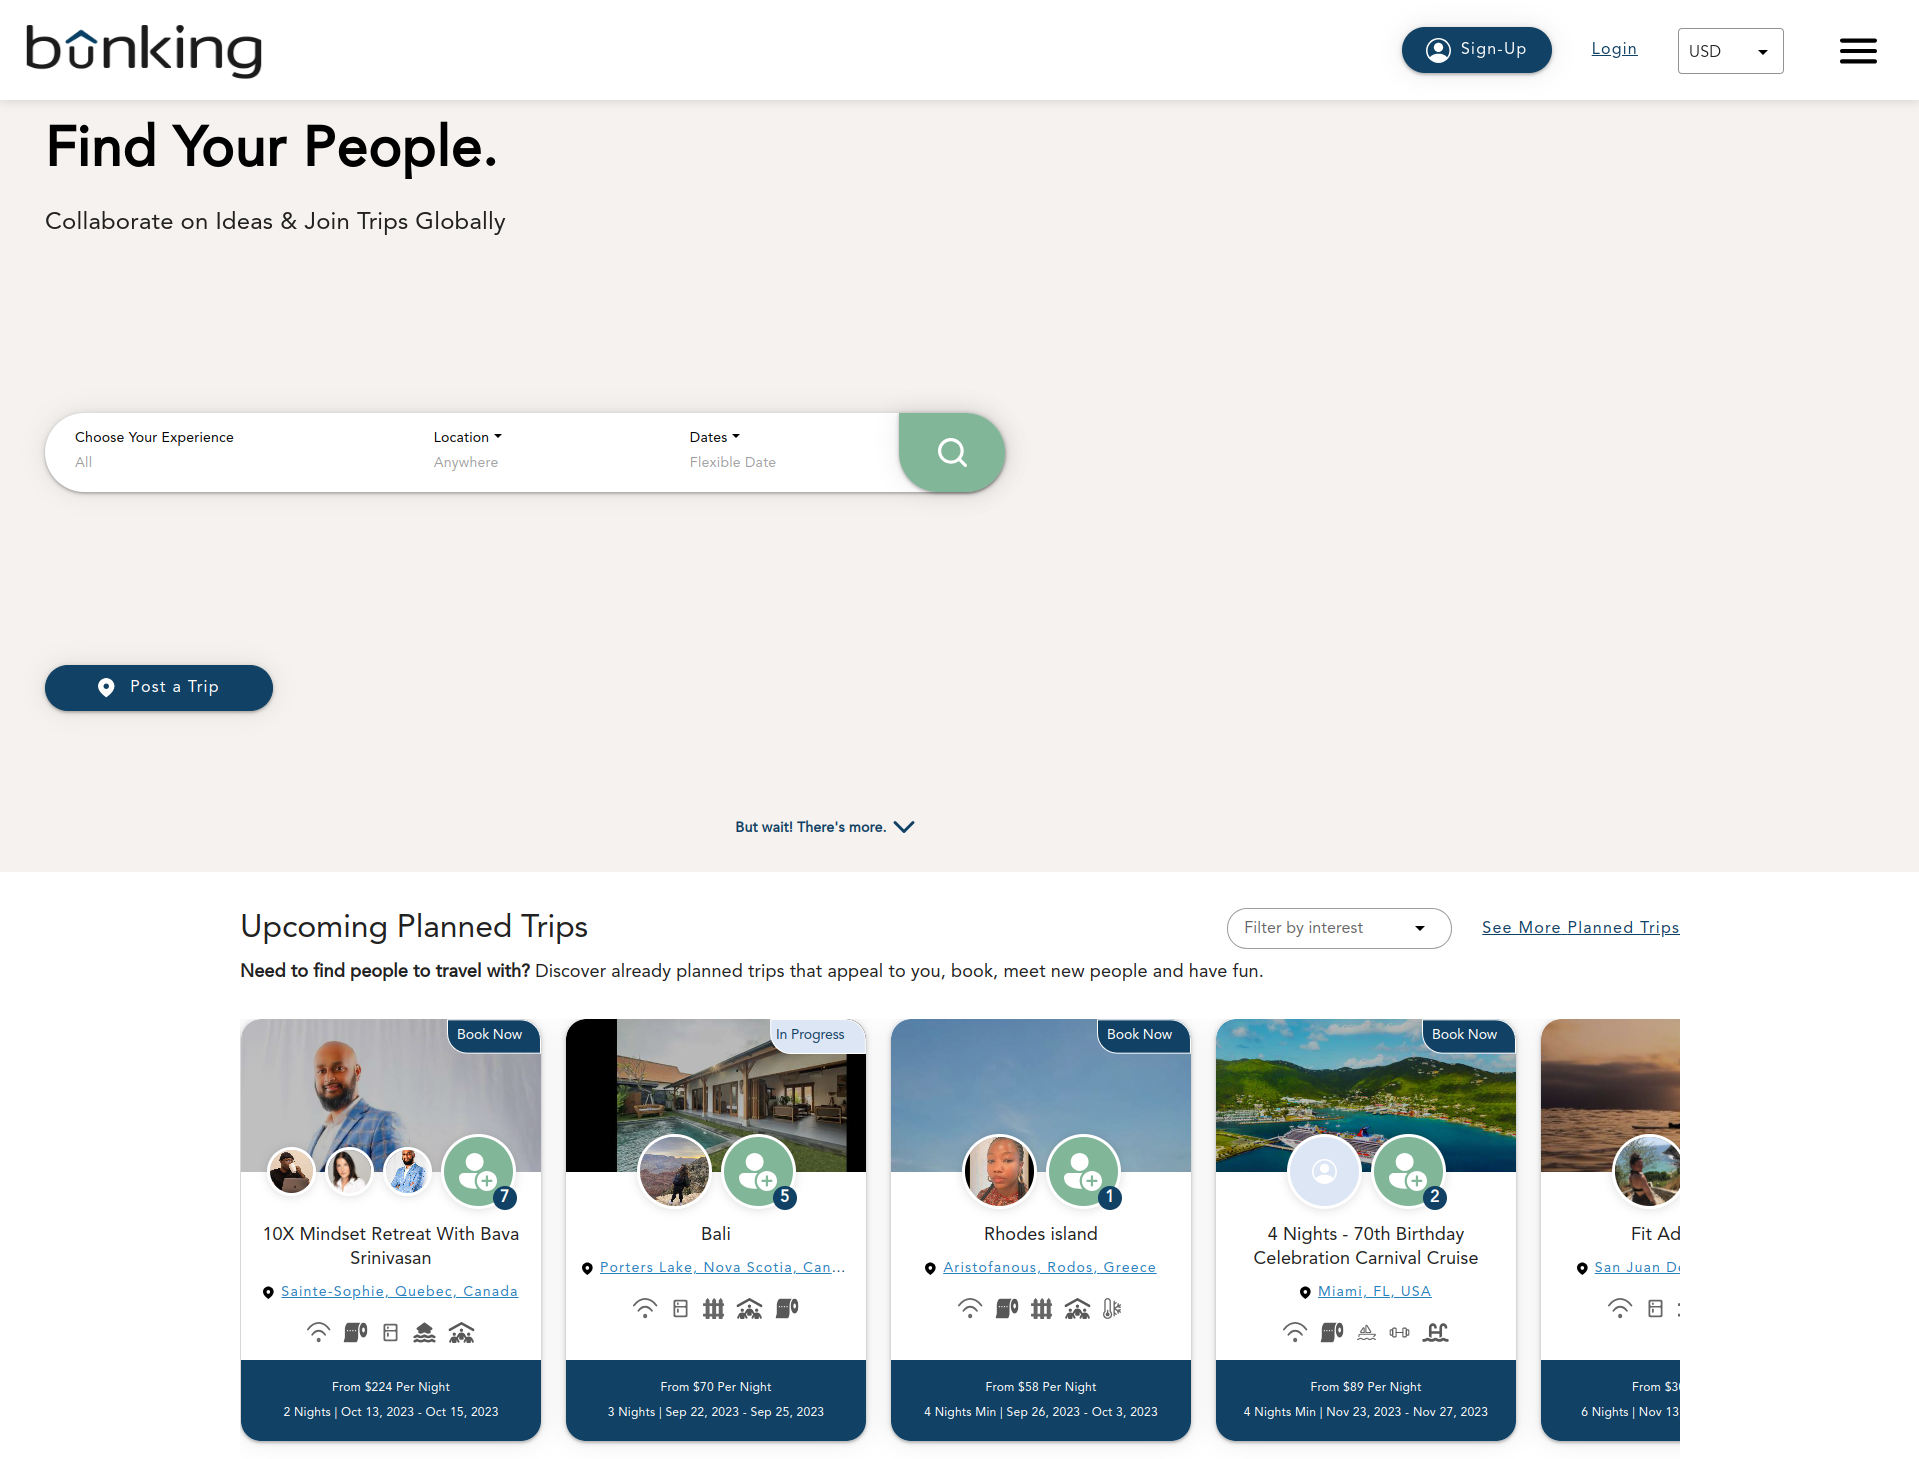 bunking
Sign-Up
Login
USD
Find Your People.
Collaborate on Ideas & Join Trips Globally
Choose Your Experience
All
Location
Anywhere
Dates
Flexible Date
Post a Trip
But wait! There's more.
Upcoming Planned Trips
Filter by interest
See More Planned Trips
Need to find people to travel with? Discover already planned trips that appeal to you, book, meet new people and have fun.
Book Now
7
10X Mindset Retreat With Bava
Srinivasan
Sainte-Sophie, Quebec, Canada
From $224 Per Night
2 Nights | Oct 13, 2023 - Oct 15, 2023
In Progress
5
Bali
Porters Lake, Nova Scotia, Can...
From $70 Per Night
3 Nights | Sep 22, 2023 - Sep 25, 2023
Book Now
1
Rhodes island
Aristofanous, Rodos, Greece
From $58 Per Night
4 Nights Min | Sep 26, 2023 - Oct 3, 2023
Book Now
2
4 Nights - 70th Birthday
Celebration Carnival Cruise
Miami, FL, USA
From $89 Per Night
4 Nights Min | Nov 23, 2023 - Nov 27, 2023
Fit Ad
San Juan
From
6 Nights | Nov 13